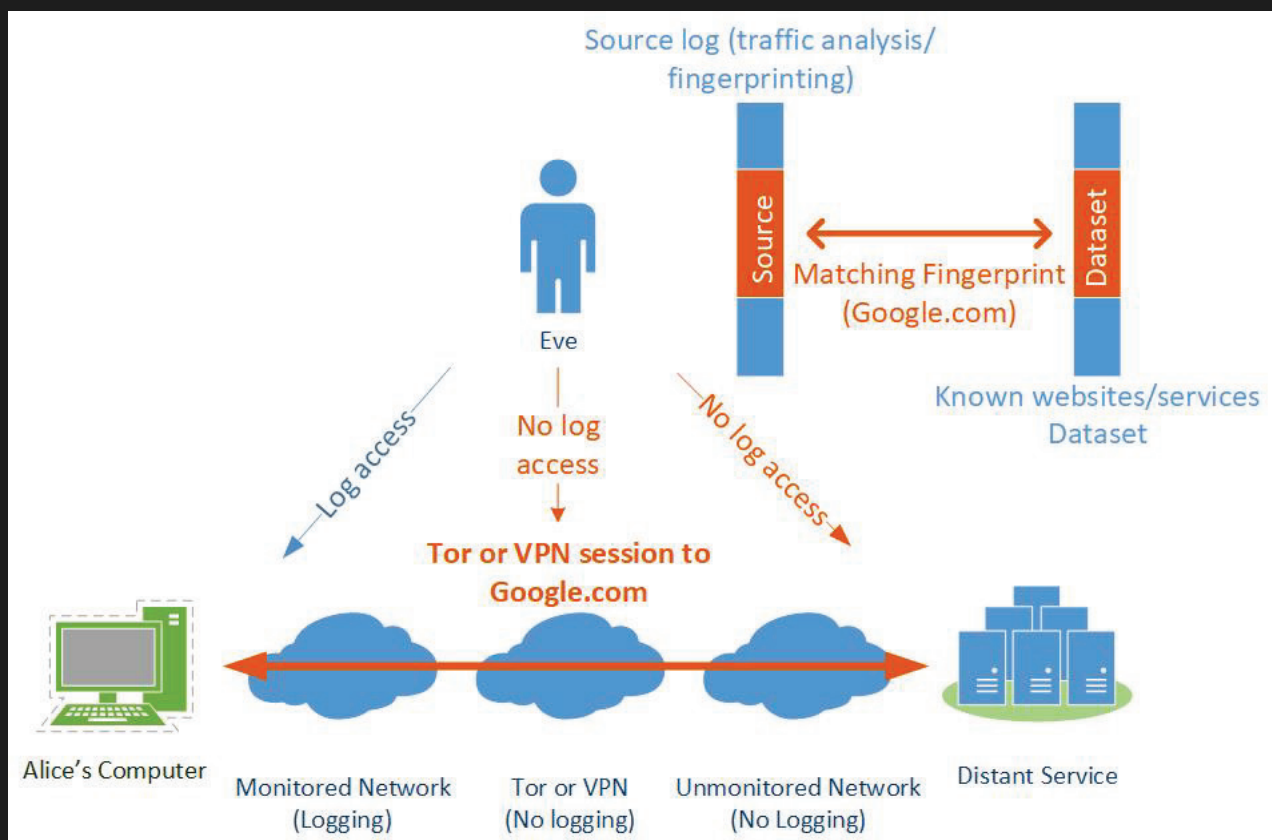 Source log (traffic analysis/
fingerprinting)
Source
Dataset
Matching Fingerprint
(Google.com)
Known websites/services
Dataset
Eve
Log access
No log
access
No log access
Tor or VPN session to
Google.com
Alice's Computer
Monitored Network
(Logging)
Tor or VPN
(No logging)
Unmonitored Network
(No Logging)
Distant Service